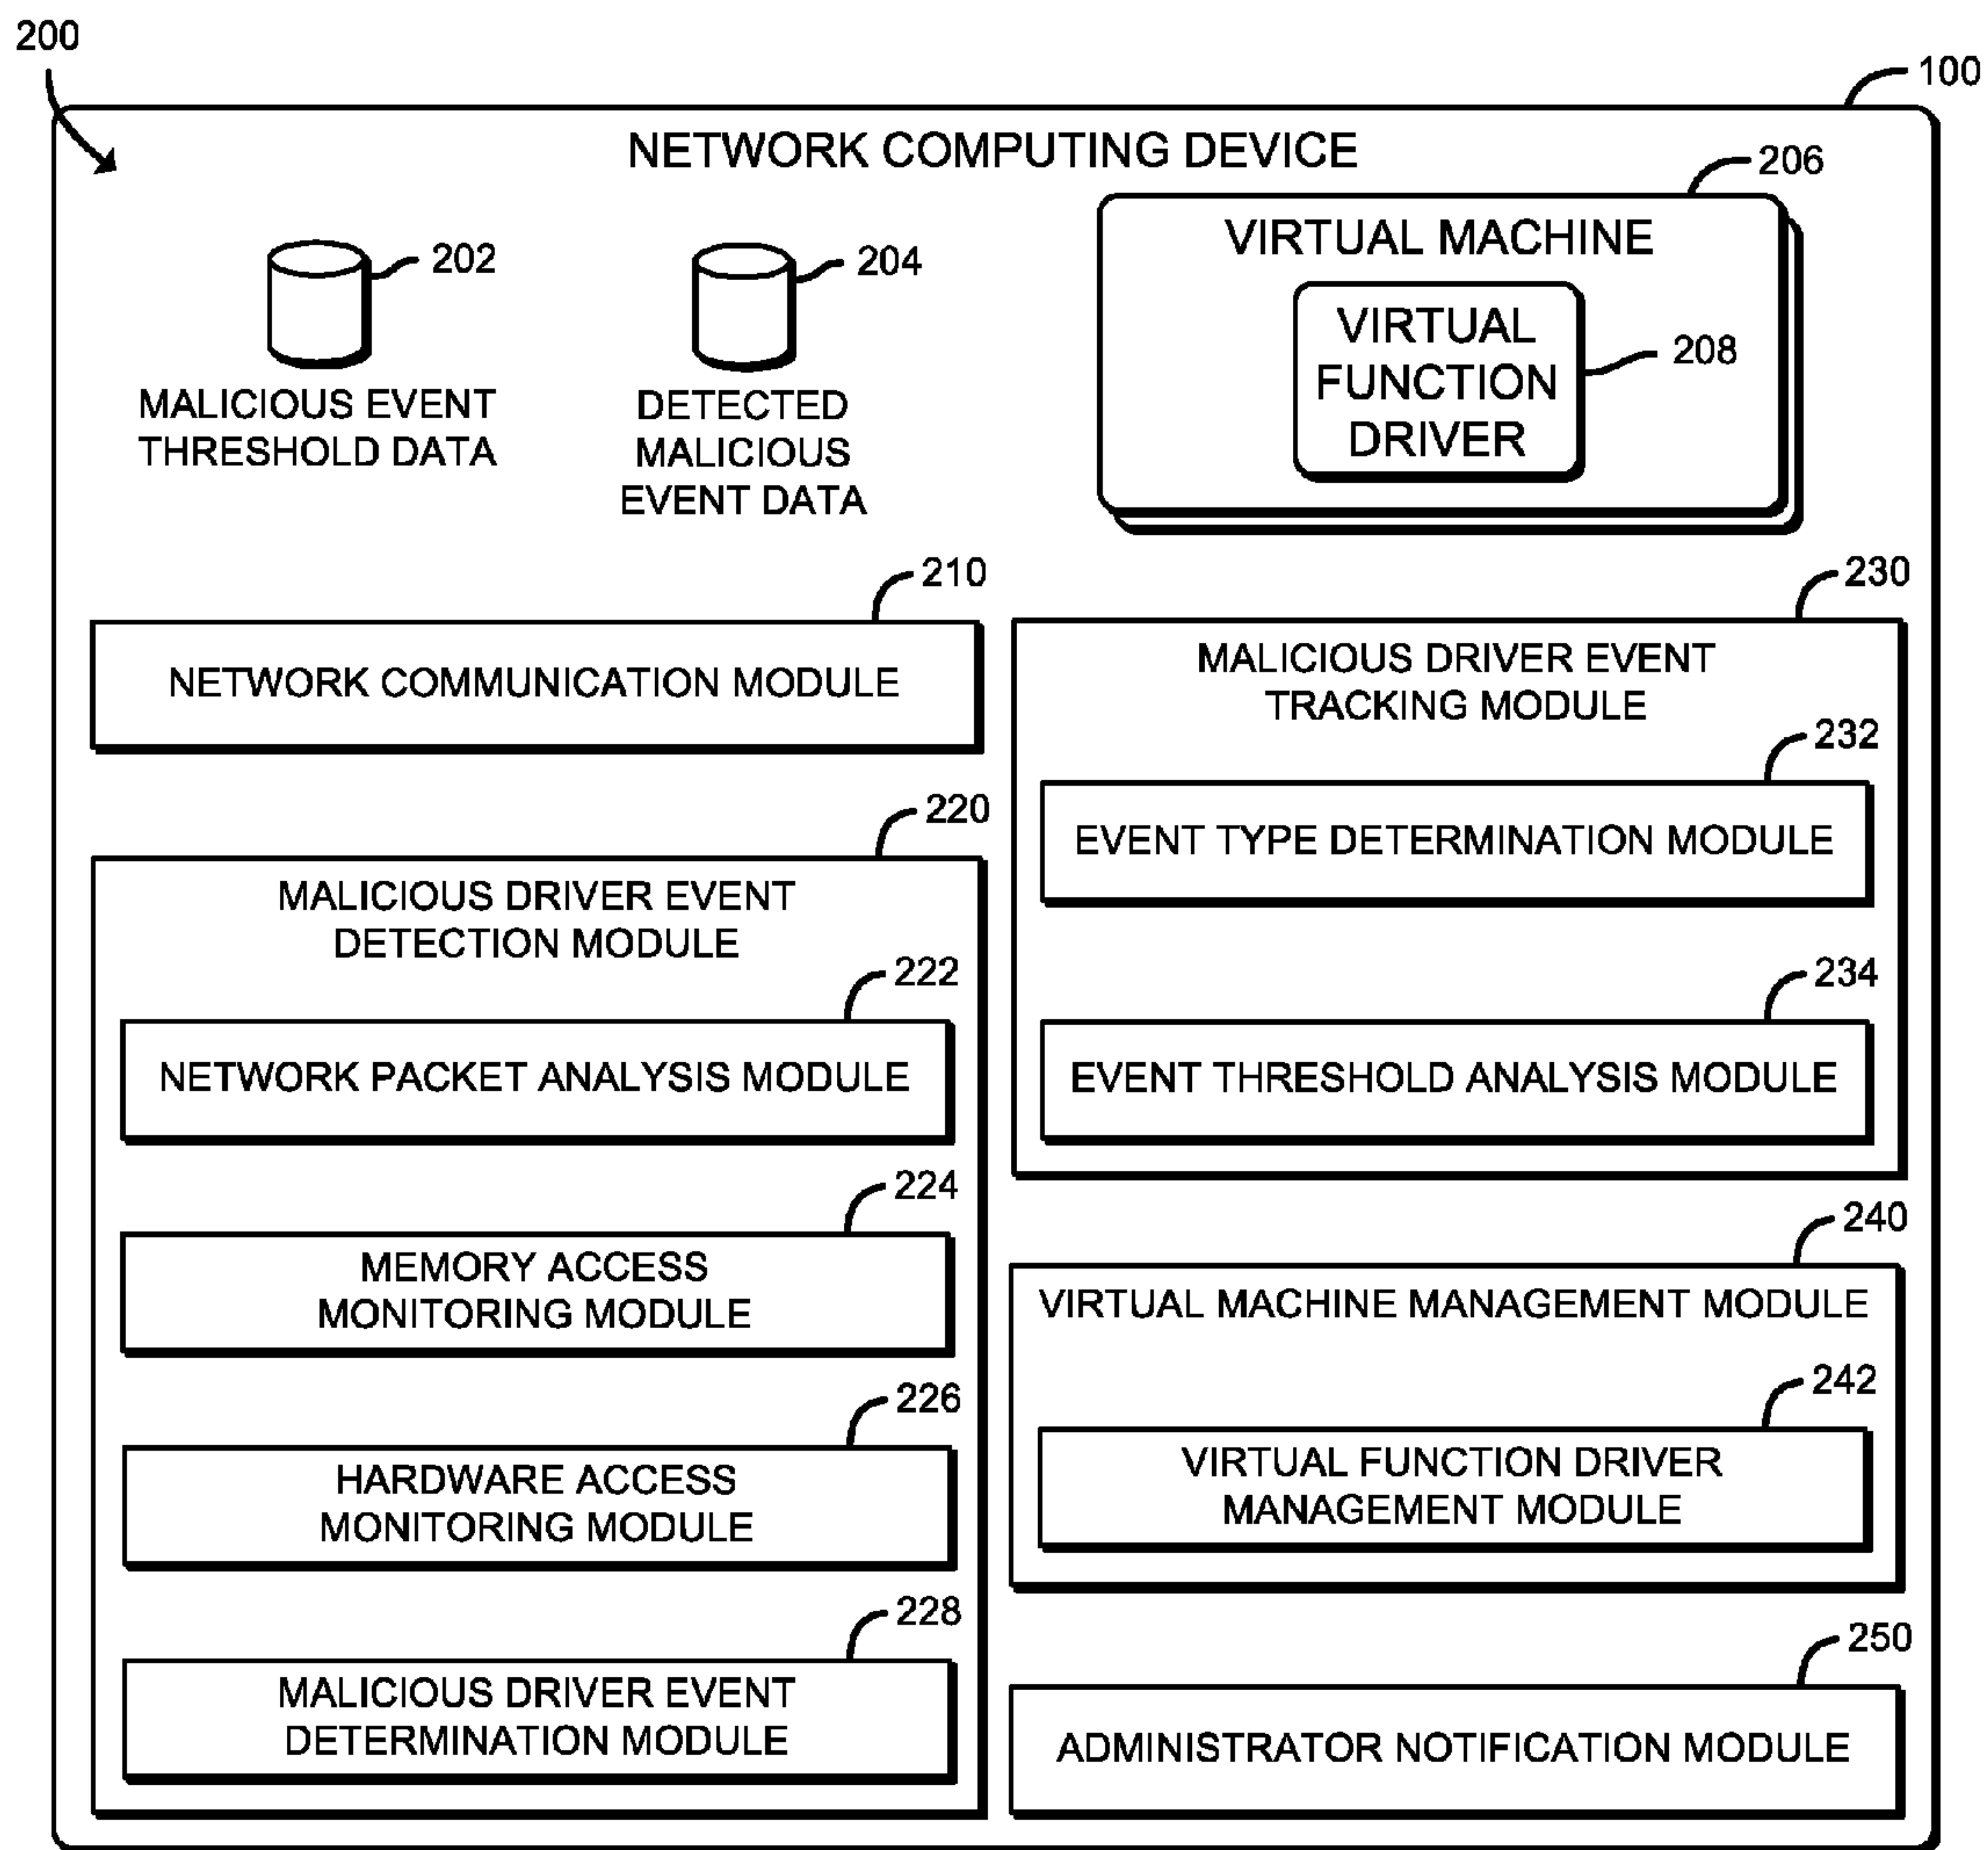 200
100
NETWORK COMPUTING DEVICE
206
VIRTUAL MACHINE
202
204
VIRTUAL
FUNCTION
DRIVER
208
MALICIOUS EVENT
THRESHOLD DATA
DETECTED
MALICIOUS
EVENT DATA
210
NETWORK COMMUNICATION MODULE
220
MALICIOUS DRIVER EVENT
DETECTION MODULE
222
NETWORK PACKET ANALYSIS MODULE
224
MEMORY ACCESS
MONITORING MODULE
226
HARDWARE ACCESS
MONITORING MODULE
228
MALICIOUS DRIVER EVENT
DETERMINATION MODULE
230
MALICIOUS DRIVER EVENT
TRACKING MODULE
232
EVENT TYPE DETERMINATION MODULE
234
EVENT THRESHOLD ANALYSIS MODULE
240
VIRTUAL MACHINE MANAGEMENT MODULE
242
VIRTUAL FUNCTION DRIVER
MANAGEMENT MODULE
250
ADMINISTRATOR NOTIFICATION MODULE